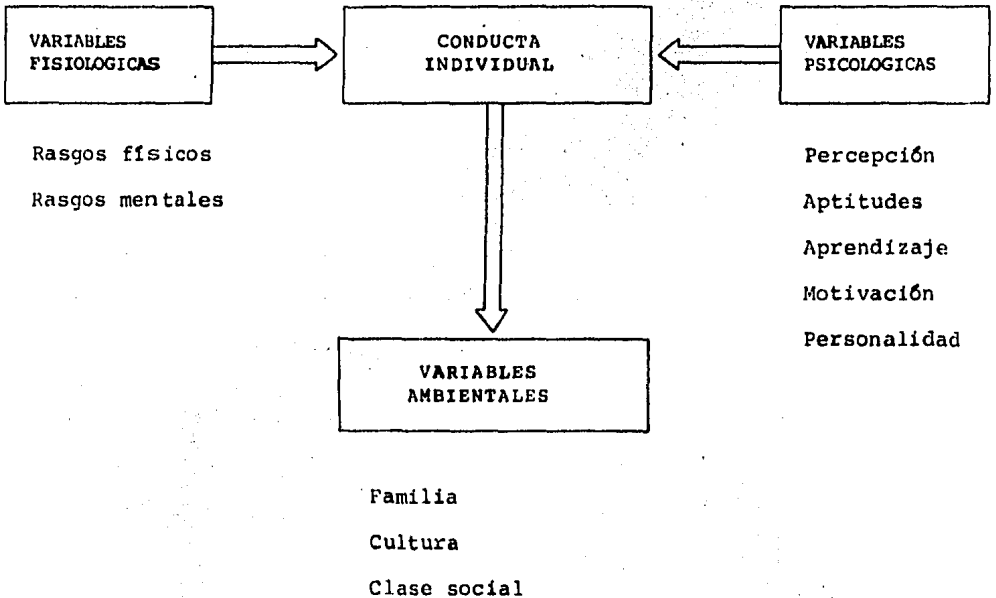 VARIABLES
FISIOLOGICAS
CONDUCTA
INDIVIDUAL
VARIABLES
PSICOLOGICAS
Rasgos físicos
Rasgos mentales
Percepción
Aptitudes
Aprendizaje
Motivación
Personalidad
VARIABLES
AMBIENTALES
Familia
Cultura
Clase social